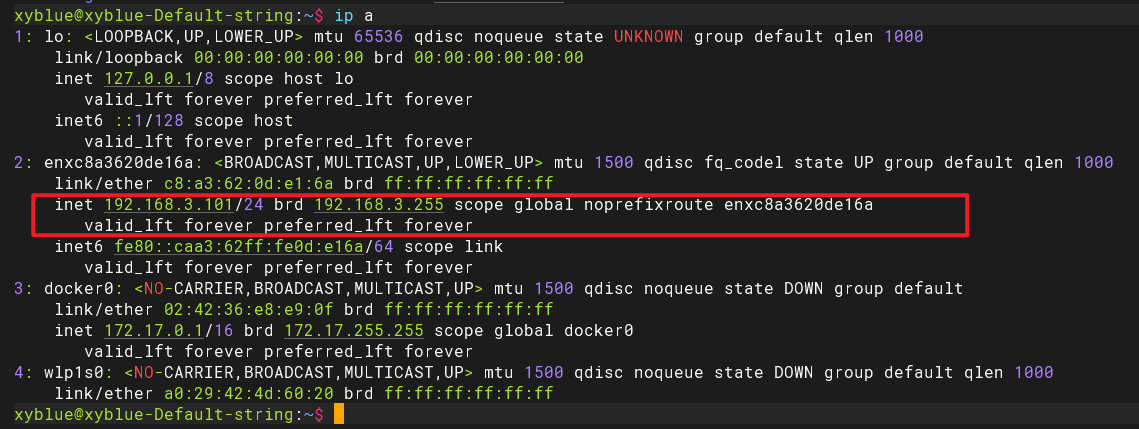 xyblue@xyblue-Default-string:~$ ip a
1: lo: <LOOPBACK,UP,LOWER_UP> mtu 65536 qdisc noqueue state UNKNOWN group default qlen 1000
    link/loopback 00:00:00:00:00:00 brd 00:00:00:00:00:00
    inet 127.0.0.1/8 scope host lo
       valid_lft forever preferred_lft forever
    inet6 ::1/128 scope host
       valid_lft forever preferred_lft forever
2: enxc8a3620de16a: <BROADCAST,MULTICAST,UP,LOWER_UP> mtu 1500 qdisc fq_codel state UP group default qlen 1000
    link/ether c8:a3:62:0d:e1:6a brd ff:ff:ff:ff:ff:ff
    inet 192.168.3.101/24 brd 192.168.3.255 scope global noprefixroute enxc8a3620de16a
       valid_lft forever preferred_lft forever
    inet6 fe80::caa3:62ff:fe0d:e16a/64 scope link
       valid_lft forever preferred_lft forever
3: docker0: <NO-CARRIER,BROADCAST,MULTICAST,UP> mtu 1500 qdisc noqueue state DOWN group default
    link/ether 02:42:36:e8:e9:0f brd ff:ff:ff:ff:ff:ff
    inet 172.17.0.1/16 brd 172.17.255.255 scope global docker0
       valid_lft forever preferred_lft forever
4: wlp1s0: <NO-CARRIER,BROADCAST,MULTICAST,UP> mtu 1500 qdisc noqueue state DOWN group default qlen 1000
    link/ether a0:29:42:4d:60:20 brd ff:ff:ff:ff:ff:ff
xyblue@xyblue-Default-string:~$